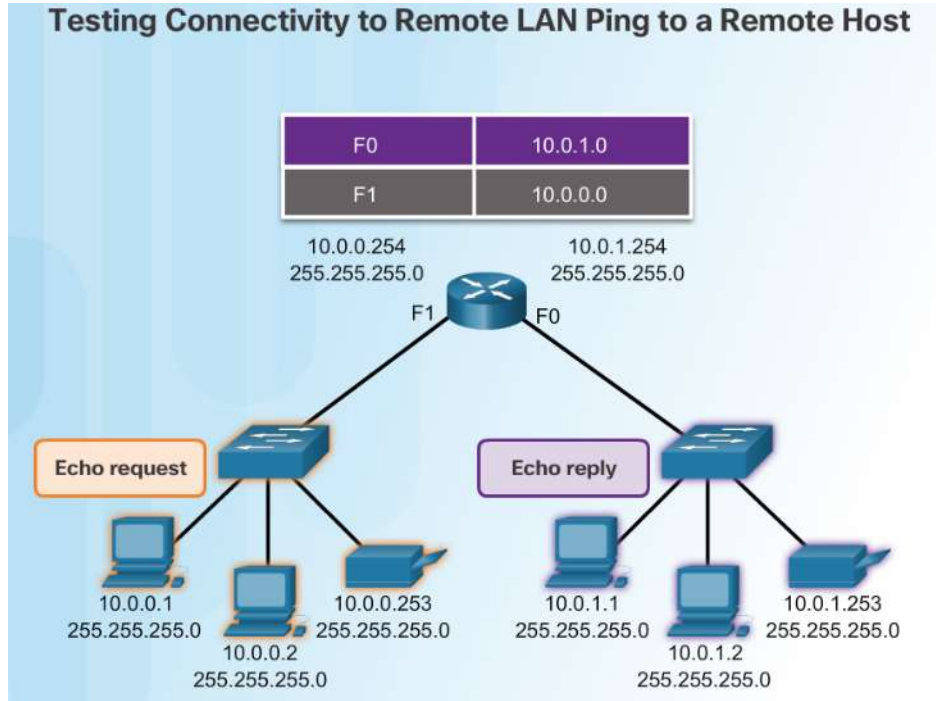 Testing Connectivity to Remote LAN Ping to a Remote Host
F0 10.0.1.0
F1 10.0.0.0
10.0.0.254 10.0.1.254
255.255.255.0 255.255.255.0
F1 F0
Echo request Echo reply
10.0.0.1 10.0.0.253 10.0.1.1 10.0.1.253
255.255.255.0 255.255.255.0 255.255.255.0 255.255.255.0
10.0.0.2 10.0.1.2
255.255.255.0 255.255.255.0